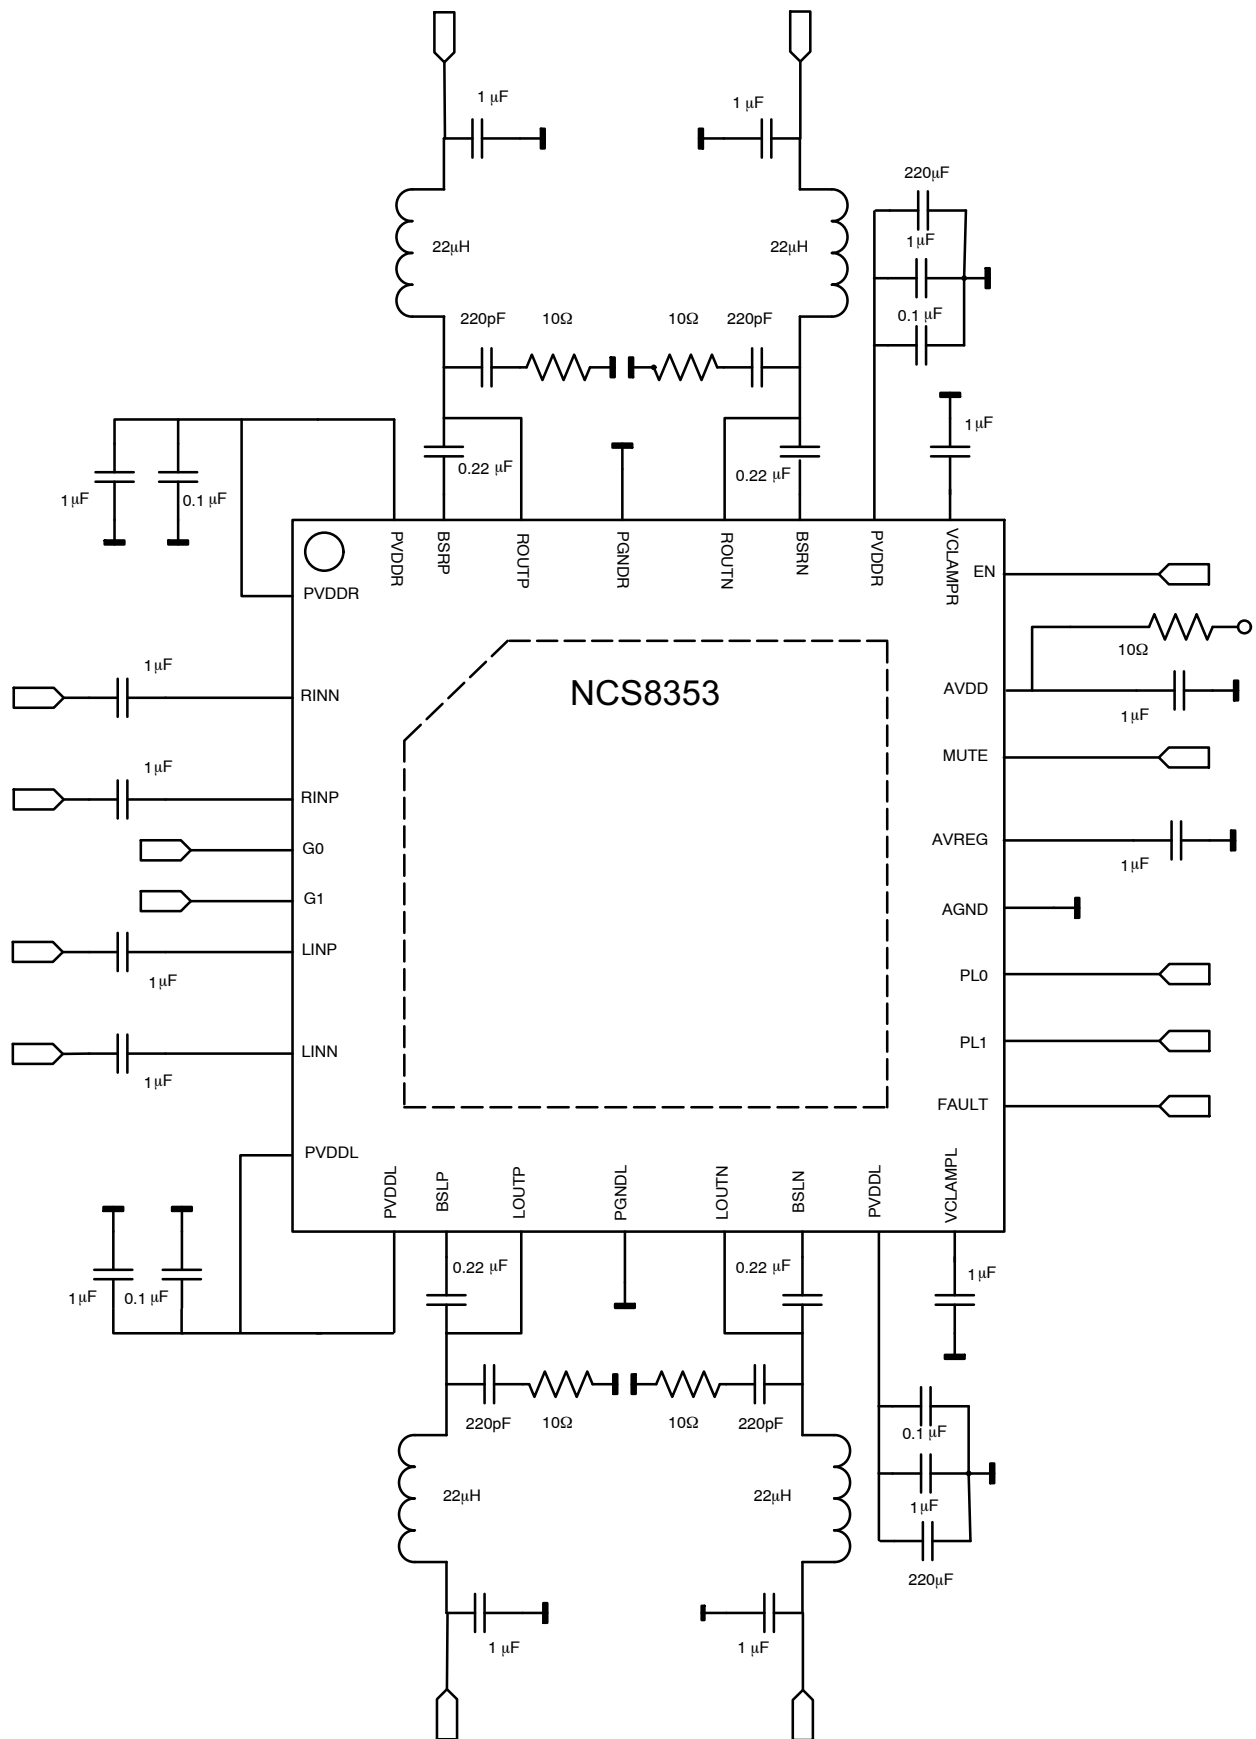 1 μF
1 μF
220μF
1μF
22μH
22μH
0.1 μF
220pF
10Ω
10Ω
220pF
1μF
0.22 μF
0.22 μF
1μF
0.1 μF
PVDDR
BSRP
ROUTP
PGNDR
ROUTN
BSRN
PVDDR
VCLAMPR
EN
PVDDR
10Ω
1μF
RINN
NCS8353
AVDD
1μF
1μF
MUTE
RINP
AVREG
G0
1μF
G1
AGND
LINP
1μF
PL0
LINN
PL1
1μF
FAULT
PVDDL
PVDDL
BSLP
LOUTP
PGNDL
LOUTN
BSLN
PVDDL
VCLAMPL
0.22 μF
0.22 μF
1μF
1μF
0.1 μF
220pF
10Ω
10Ω
220pF
0.1 μF
22μH
22μH
1μF
220μF
1 μF
1 μF